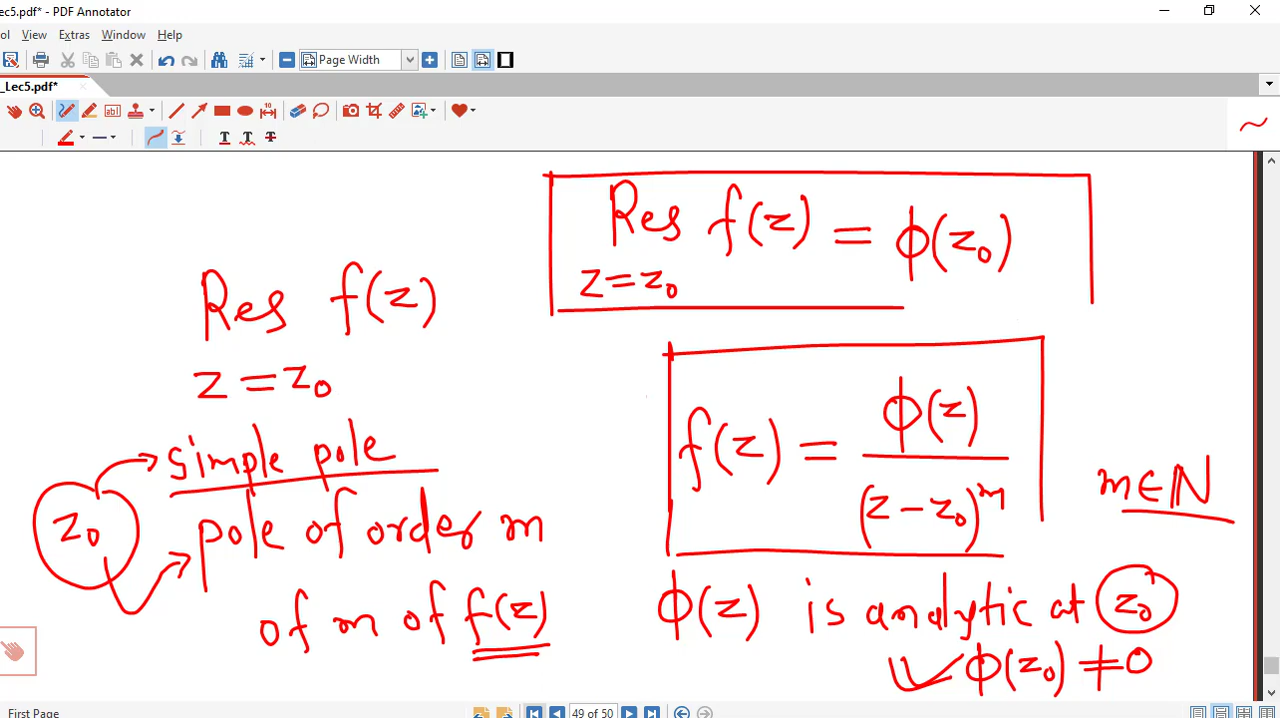 ec5.pdf* - PDF Annotator
ol View Extras Window Help
Page Width
_Lec5.pdf*
Res f(z) = ϕ(z₀)
z=z₀
Res f(z)
z=z₀
simple pole
z₀
pole of order m
of m of f(z)
f(z) = ϕ(z)/(z-z₀)^m
m∈ℕ
ϕ(z) is analytic at z₀
ϕ(z₀) ≠ 0
First Page
49 of 50